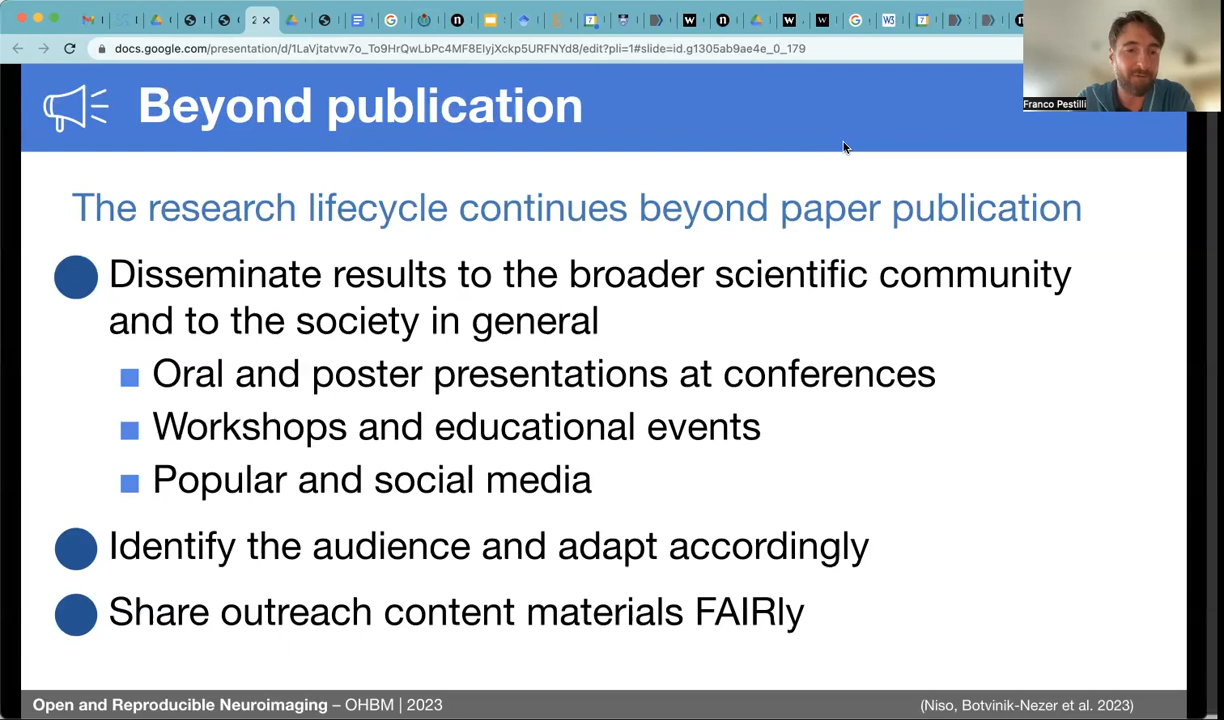 docs.google.com/presentation/d/1LaVjtatvw7o_To9HrQwLbPc4MF8EIyjXckp5URFNYd8/edit?pli=1#slide=id.g1305ab9ae4e_0_179
Franco Pestilli
Beyond publication
The research lifecycle continues beyond paper publication
Disseminate results to the broader scientific community
and to the society in general
Oral and poster presentations at conferences
Workshops and educational events
Popular and social media
Identify the audience and adapt accordingly
Share outreach content materials FAIRly
Open and Reproducible Neuroimaging – OHBM | 2023
(Niso, Botvinik-Nezer et al. 2023)